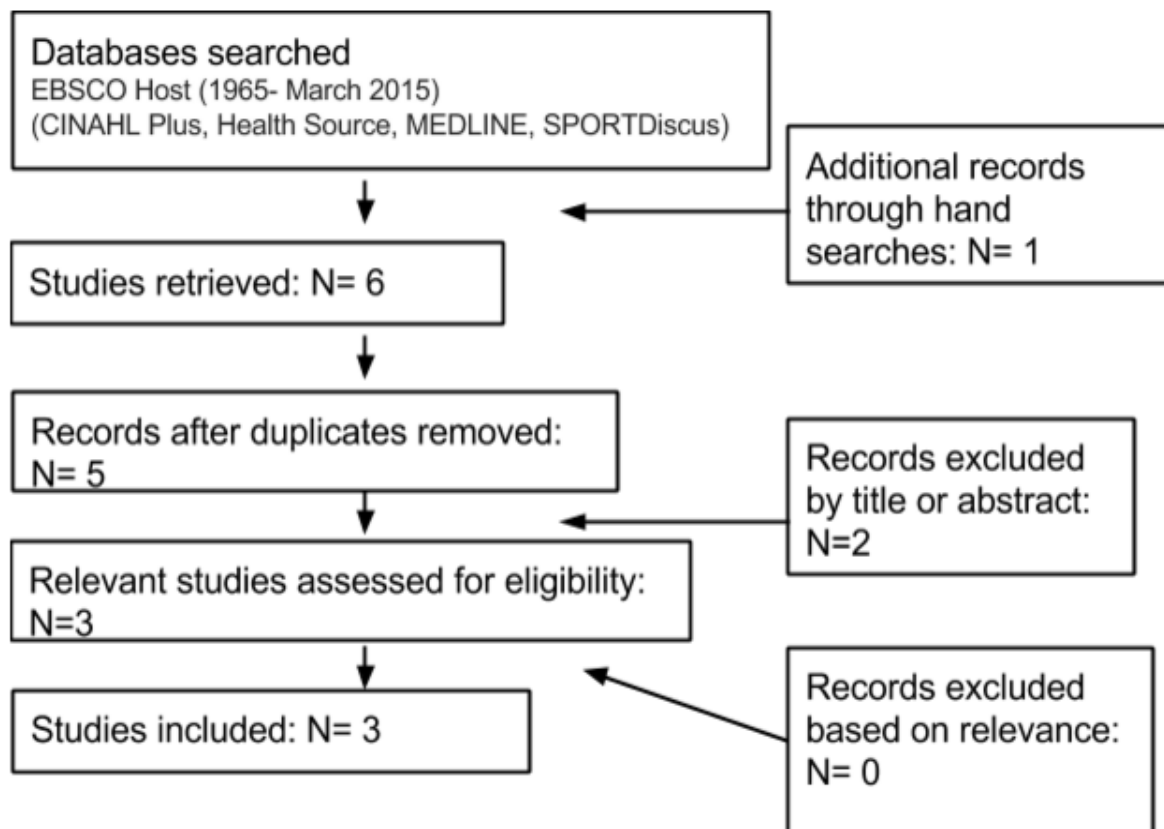 Databases searched
EBSCO Host (1965- March 2015)
(CINAHL Plus, Health Source, MEDLINE, SPORTDiscus)
Additional records
through hand
searches: N= 1
Studies retrieved: N= 6
Records after duplicates removed:
N= 5
Records excluded
by title or abstract:
N=2
Relevant studies assessed for eligibility:
N=3
Records excluded
based on relevance:
N= 0
Studies included: N= 3